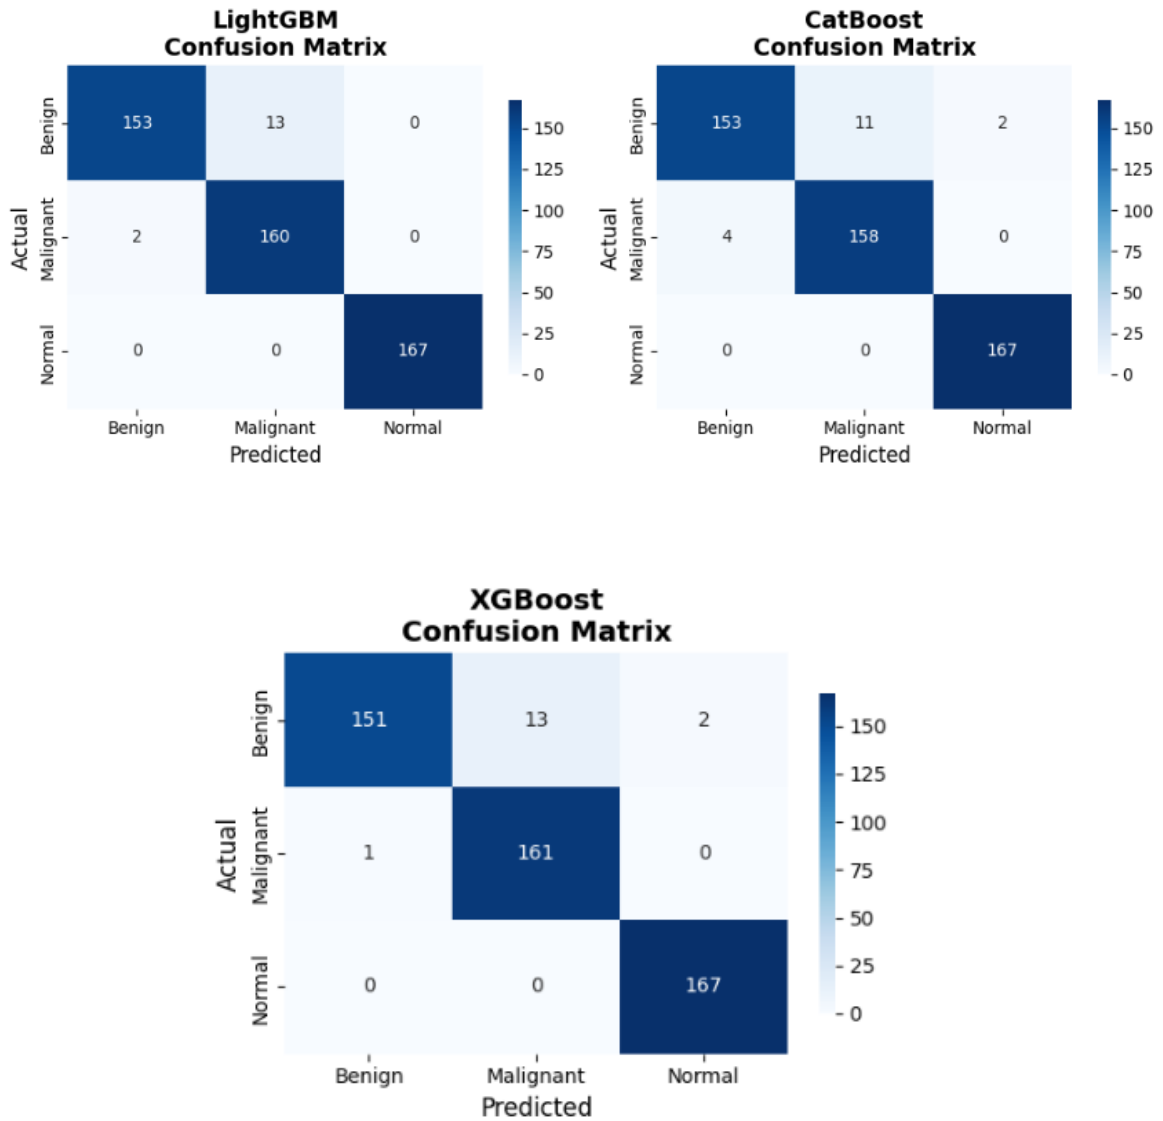 LightGBM
Confusion Matrix
Actual
Benign
Malignant
Normal
153 13 0
2 160 0
0 0 167
Benign Malignant Normal
Predicted
150
125
100
75
50
25
0
CatBoost
Confusion Matrix
Actual
Benign
Malignant
Normal
153 11 2
4 158 0
0 0 167
Benign Malignant Normal
Predicted
150
125
100
75
50
25
0
XGBoost
Confusion Matrix
Actual
Benign
Malignant
Normal
151 13 2
1 161 0
0 0 167
Benign Malignant Normal
Predicted
150
125
100
75
50
25
0